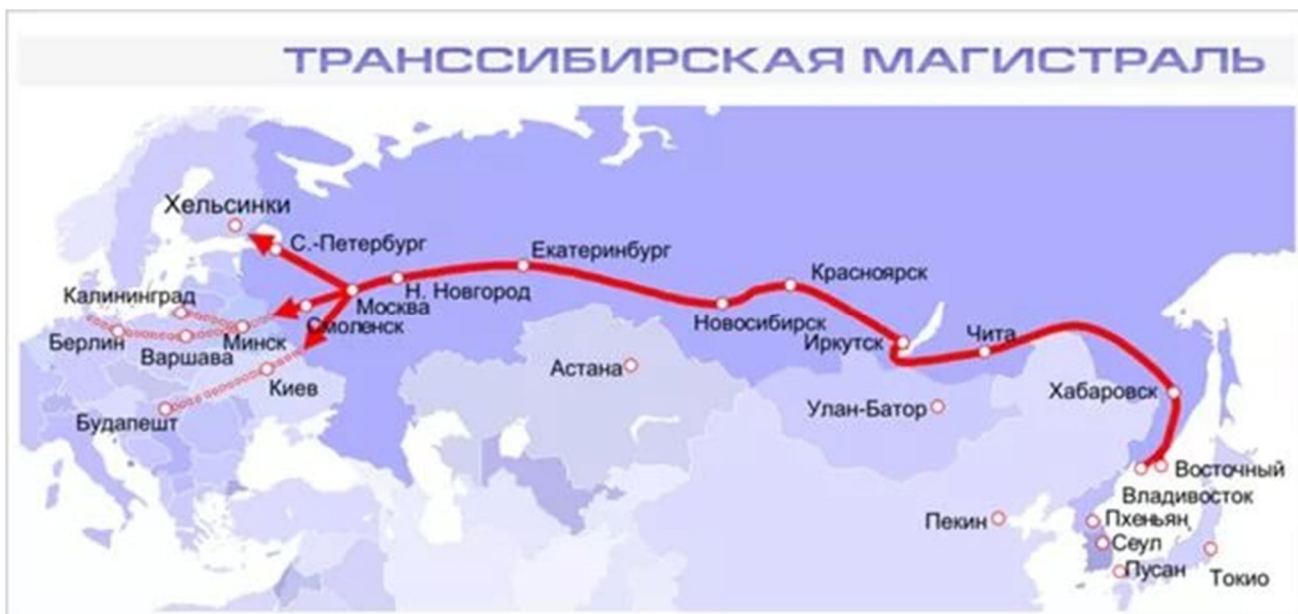 ТРАНССИБИРСКАЯ МАГИСТРАЛЬ
Хельсинки
С.-Петербург
Екатеринбург
Красноярск
Калининград
Н. Новгород
Москва
Новосибирск
Смоленск
Иркутск
Чита
Берлин
Варшава
Минск
Астана
Киев
Хабаровск
Улан-Батор
Будапешт
Восточный
Владивосток
Пекин
Пхеньян
Сеул
Пусан
Токио